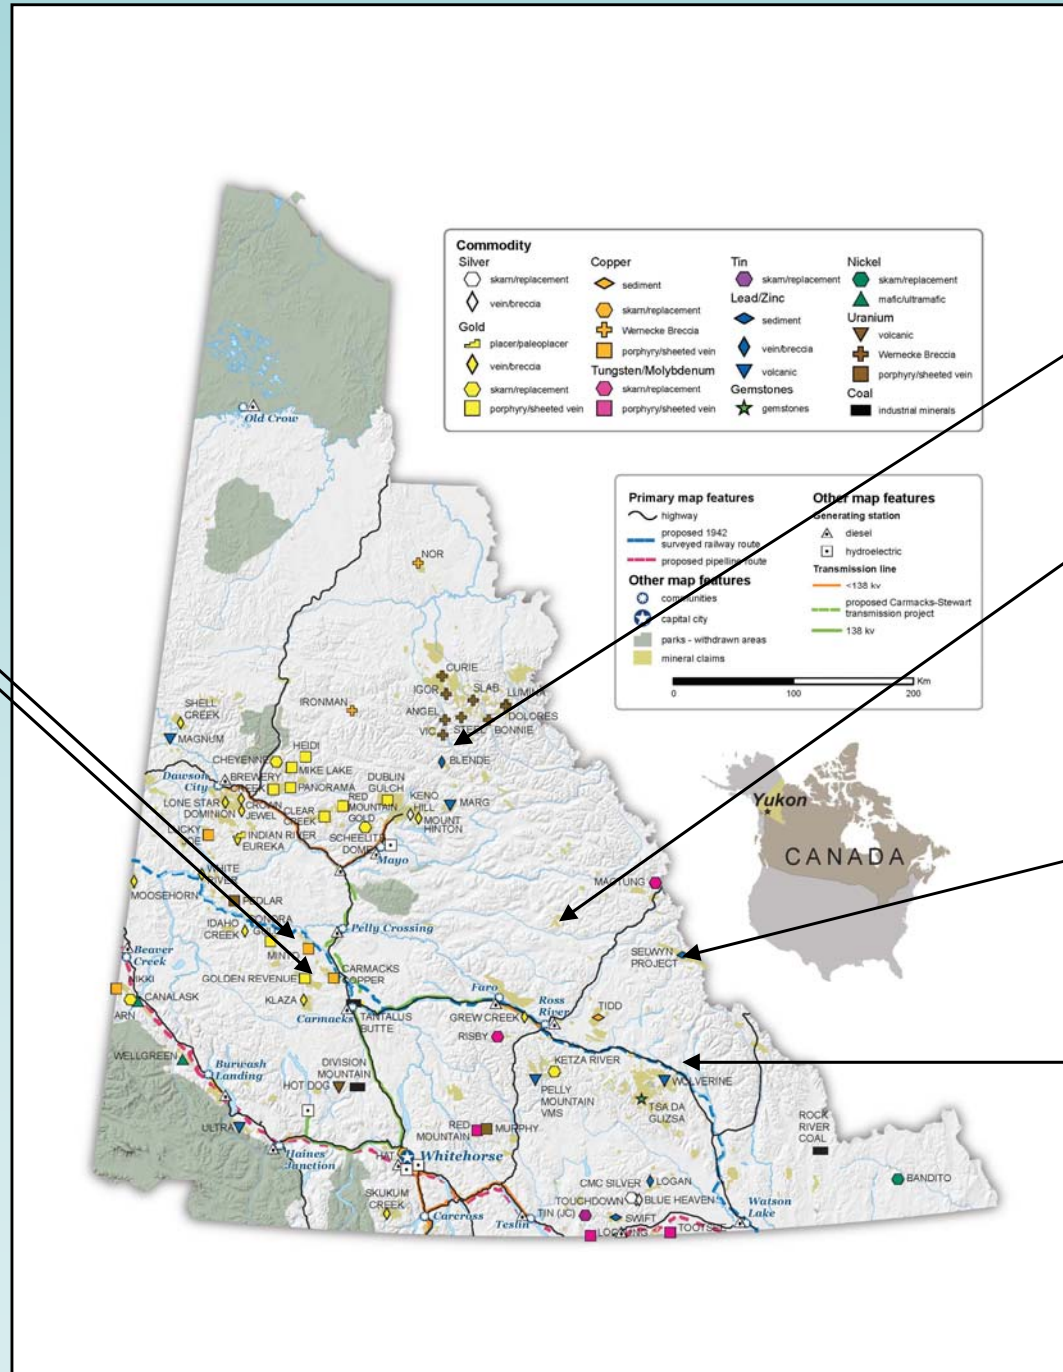 Commodity
Silver
skarn/replacement
vein/breccia
Gold
placer/paleoplacer
vein/breccia
skarn/replacement
porphyry/sheeted vein
Copper
sediment
skarn/replacement
Wernecke Breccia
porphyry/sheeted vein
Tungsten/Molybdenum
skarn/replacement
porphyry/sheeted vein
Tin
skarn/replacement
Lead/Zinc
sediment
vein/breccia
volcanic
Gemstones
gemstones
Nickel
skarn/replacement
mafic/ultramafic
Uranium
volcanic
Wernecke Breccia
porphyry/sheeted vein
Coal
industrial minerals
Primary map features
highway
proposed 1942
surveyed railway route
proposed pipeline route
Other map features
communities
capital city
parks - withdrawn areas
mineral claims
Other map features
Generating station
diesel
hydroelectric
Transmission line
<138 kv
proposed Carmacks-Stewart
transmission project
138 kv
0 100 200 Km
Yukon
CANADA
Old Crow
NOR
CURIE
IGOR
SLAB
LUMINA
ANGEL
DOLORES
VIC
STEEL
BONNIE
IRONMAN
BLENDE
SHELL
CREEK
MAGNUM
HEIDI
CHEYENNE
MIKE LAKE
Dawson
City
BREWERY
CREEK
PANORAMA
DUBLIN
GULCH
LONE STAR
DOMINION
CROWN
JEWEL
CLEAR
CREEK
RED
MOUNTAIN
GOLD
KENO
HILL
MARG
MOUNT
HINTON
LUCKY
JOE
INDIAN RIVER
EUREKA
SCHEELITE
DOME
Mayo
WHITE
RIVER
MOOSEHORN
PEDLAR
MACTUNG
IDAHO
CREEK
SONORA
Pelly Crossing
MINTO
Beaver
Creek
SELWYN
PROJECT
NIKKI
CANALASK
ARN
GOLDEN REVENUE
CARMACKS
COPPER
KLAZA
Carmacks
TANTALUS
BUTTE
Faro
GREW CREEK
Ross
River
TIDD
RISBY
WELLGREEN
Burwash
Landing
DIVISION
MOUNTAIN
HOT DOG
KETZA RIVER
PELLY
MOUNTAIN
VMS
WOLVERINE
TSA DA
GLIZSA
ULTRA
Haines
Junction
RED
MOUNTAIN
MURPHY
ROCK
RIVER
COAL
HAT
Whitehorse
CMC SILVER
LOGAN
BANDITO
SKUKUM
CREEK
TOUCHDOWN
BLUE HEAVEN
Carcross
Teslin
TIN (JC)
SWIFT
Watson
Lake